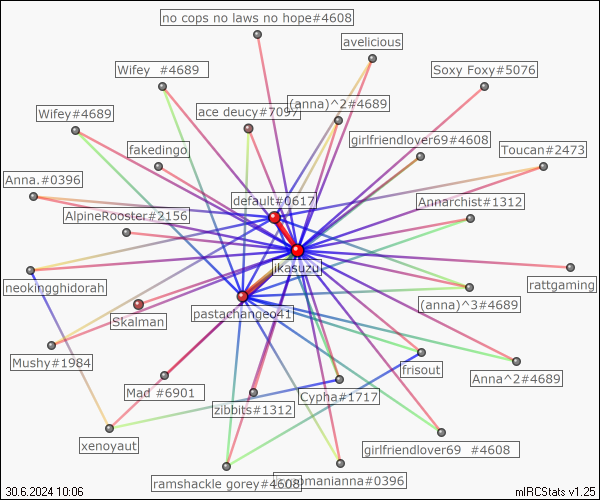 no cops no laws no hope#4608
avelicious
Wifey  #4689
Soxy Foxy#5076
Wifey#4689
ace deucy#7097
(anna)^2#4689
fakedingo
girlfriendlover69#4608
Toucan#2473
Anna.#0396
default#0617
Annarchist#1312
AlpineRooster#2156
jkasuzu
neokingghidorah
rattgaming
pastachangeo41
(anna)^3#4689
Skalman
Mushy#1984
frisout
Anna^2#4689
Mad #6901
zibbits#1312
Cypha#1717
xenoyaut
girlfriendlover69  #4608
ramshackle gorey#4608
omanianna#0396
30.6.2024 10:06
mIRCStats v1.25